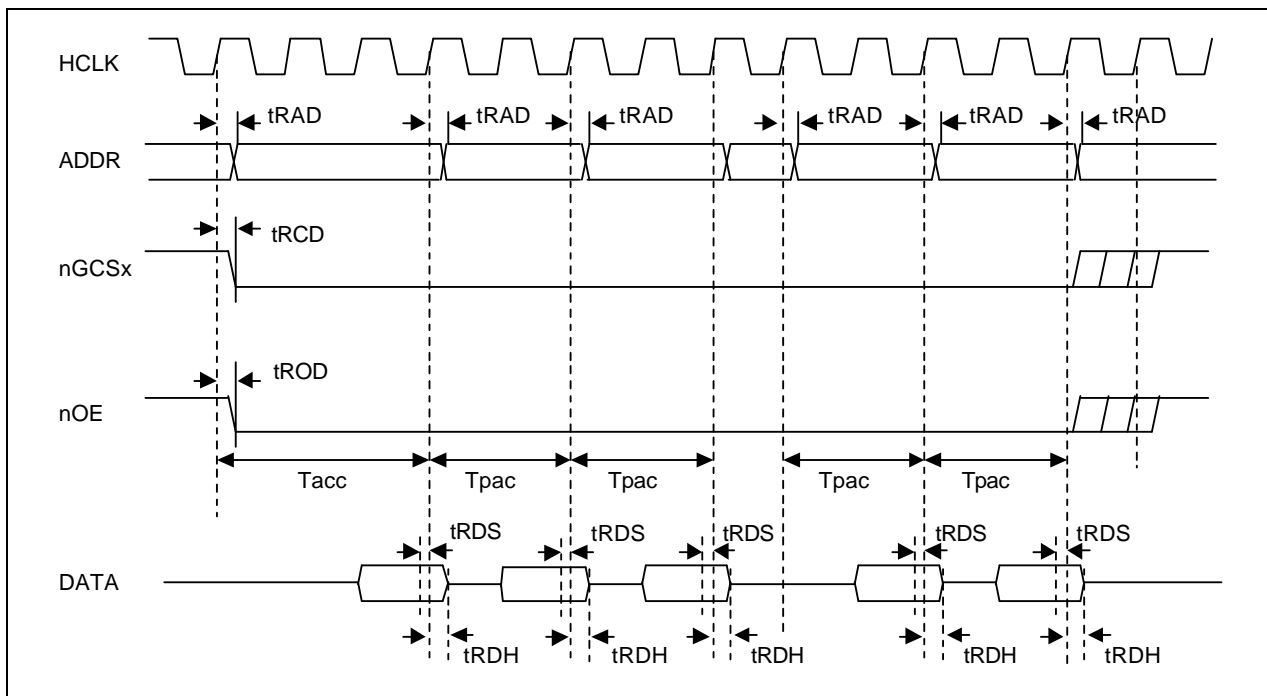 HCLK
tRAD tRAD tRAD tRAD tRAD tRAD
ADDR
tRCD
nGCSx
tROD
nOE
Tacc Tpac Tpac Tpac Tpac
tRDS tRDS tRDS tRDS tRDS
DATA
tRDH tRDH tRDH tRDH tRDH